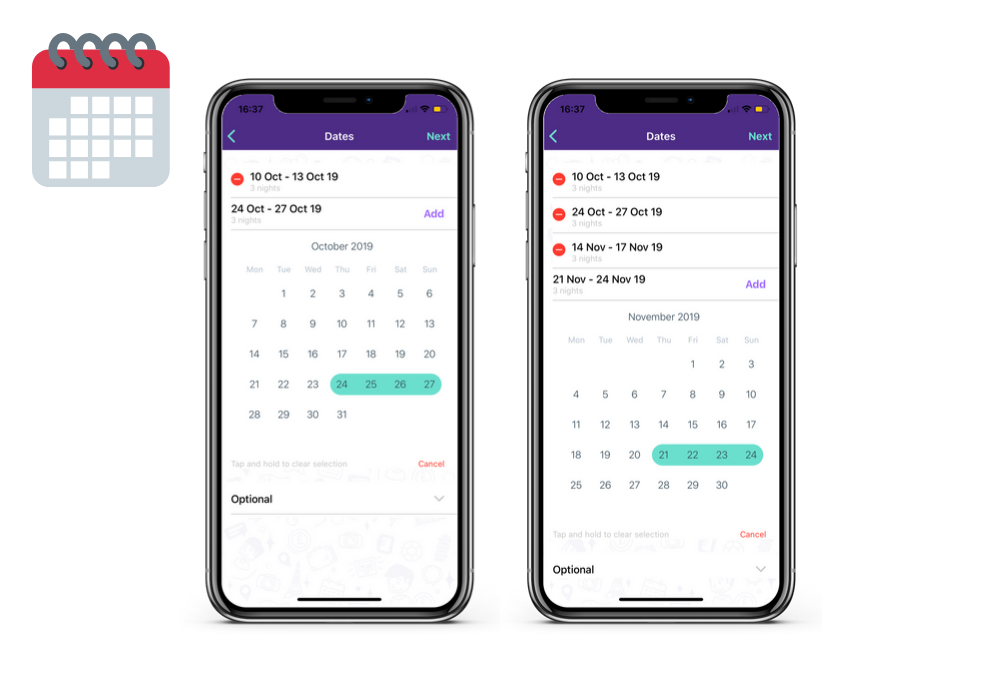 16:37
Dates
Next
10 Oct - 13 Oct 19
3 nights
24 Oct - 27 Oct 19
3 nights
Add
October 2019
Mon Tue Wed Thu Fri Sat Sun
1 2 3 4 5 6
7 8 9 10 11 12 13
14 15 16 17 18 19 20
21 22 23 24 25 26 27
28 29 30 31
Tap and hold to clear selection
Cancel
Optional
16:37
Dates
Next
10 Oct - 13 Oct 19
3 nights
24 Oct - 27 Oct 19
3 nights
14 Nov - 17 Nov 19
3 nights
21 Nov - 24 Nov 19
3 nights
Add
November 2019
Mon Tue Wed Thu Fri Sat Sun
1 2 3
4 5 6 7 8 9 10
11 12 13 14 15 16 17
18 19 20 21 22 23 24
25 26 27 28 29 30
Tap and hold to clear selection
Cancel
Optional